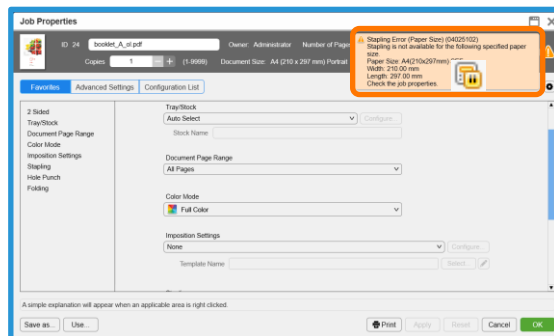 Job Properties
ID 24 booklet_A_ol.pdf Owner: Administrator Number of Pages
Copies 1 (1-9999) Document Size: A4 (210 x 297 mm) Portrait
Stapling Error (Paper Size) (04025102)
Stapling is not available for the following specified paper
size.
Paper Size: A4(210x297mm)
Width: 210.00 mm
Length: 297.00 mm
Check the job properties.
Favorites Advanced Settings Configuration List
2 Sided
Tray/Stock
Document Page Range
Color Mode
Imposition Settings
Stapling
Hole Punch
Folding
Tray/Stock
Auto Select Configure...
Stock Name
Document Page Range
All Pages
Color Mode
Full Color
Imposition Settings
None Configure...
Template Name Select...
A simple explanation will appear when an applicable area is right clicked.
Save as... Use... Print Apply Reset Cancel OK